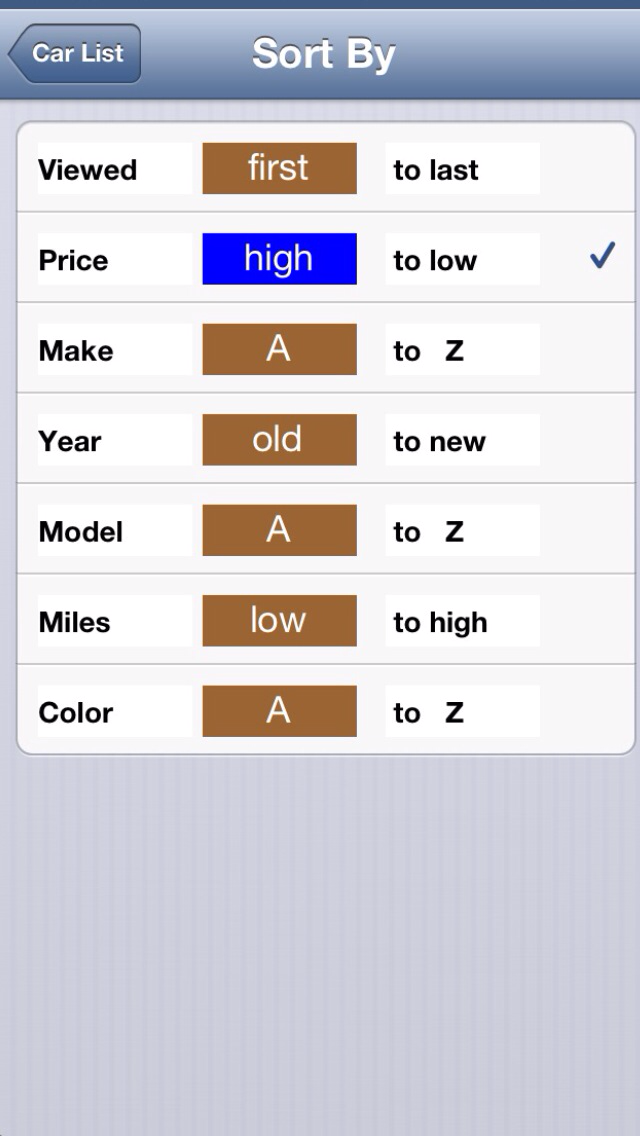 Car List Sort By
Viewed first to last
Price high to low
Make A to Z
Year old to new
Model A to Z
Miles low to high
Color A to Z